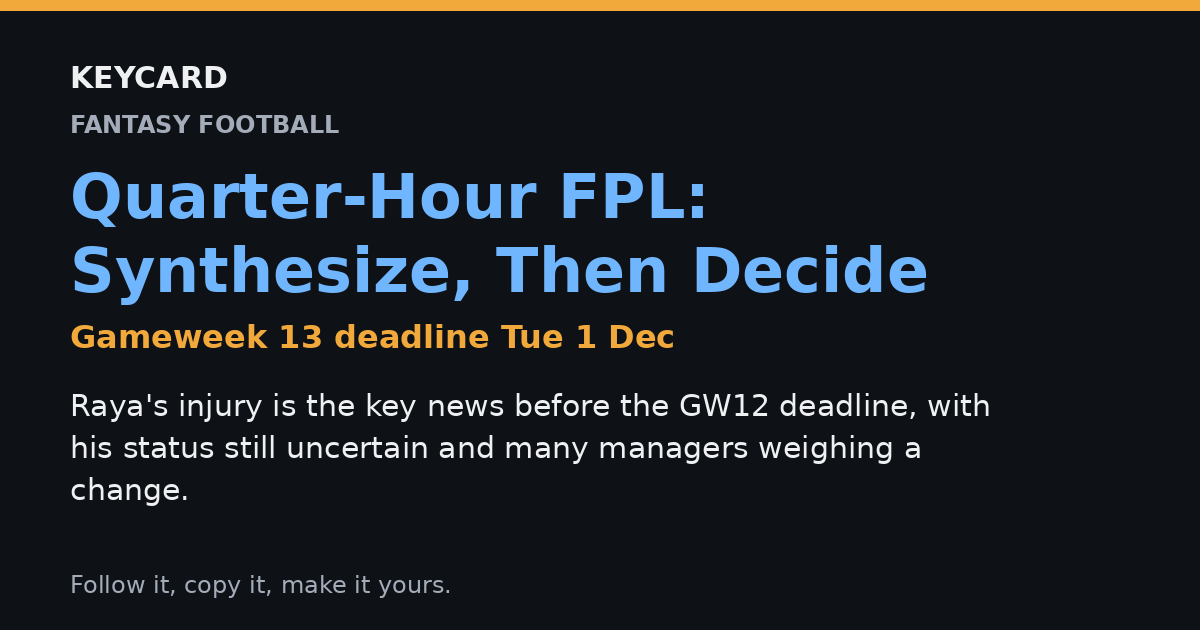 KEYCARD
FANTASY FOOTBALL
Quarter-Hour FPL:
Synthesize, Then Decide
Gameweek 13 deadline Tue 1 Dec
Raya's injury is the key news before the GW12 deadline, with
his status still uncertain and many managers weighing a
change.
Follow it, copy it, make it yours.